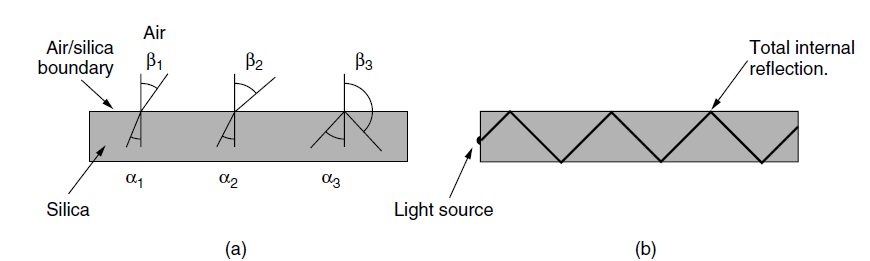 Air
Air/silica
boundary
β1
β2
β3
Total internal
reflection.
α1
α2
α3
Silica
Light source
(a)
(b)